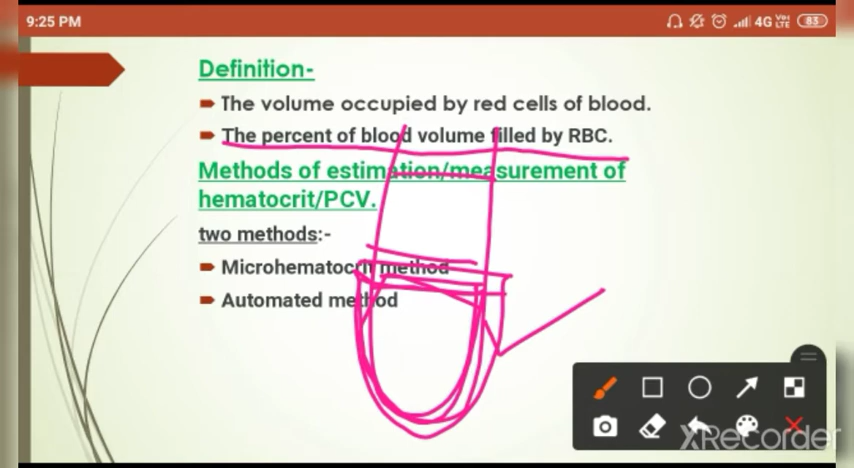 9:25 PM
4G VoLTE 83
Definition-
The volume occupied by red cells of blood.
The percent of blood volume filled by RBC.
Methods of estimation/measurement of
hematocrit/PCV.
two methods:-
Microhematocrit method
Automated method
XRecorder